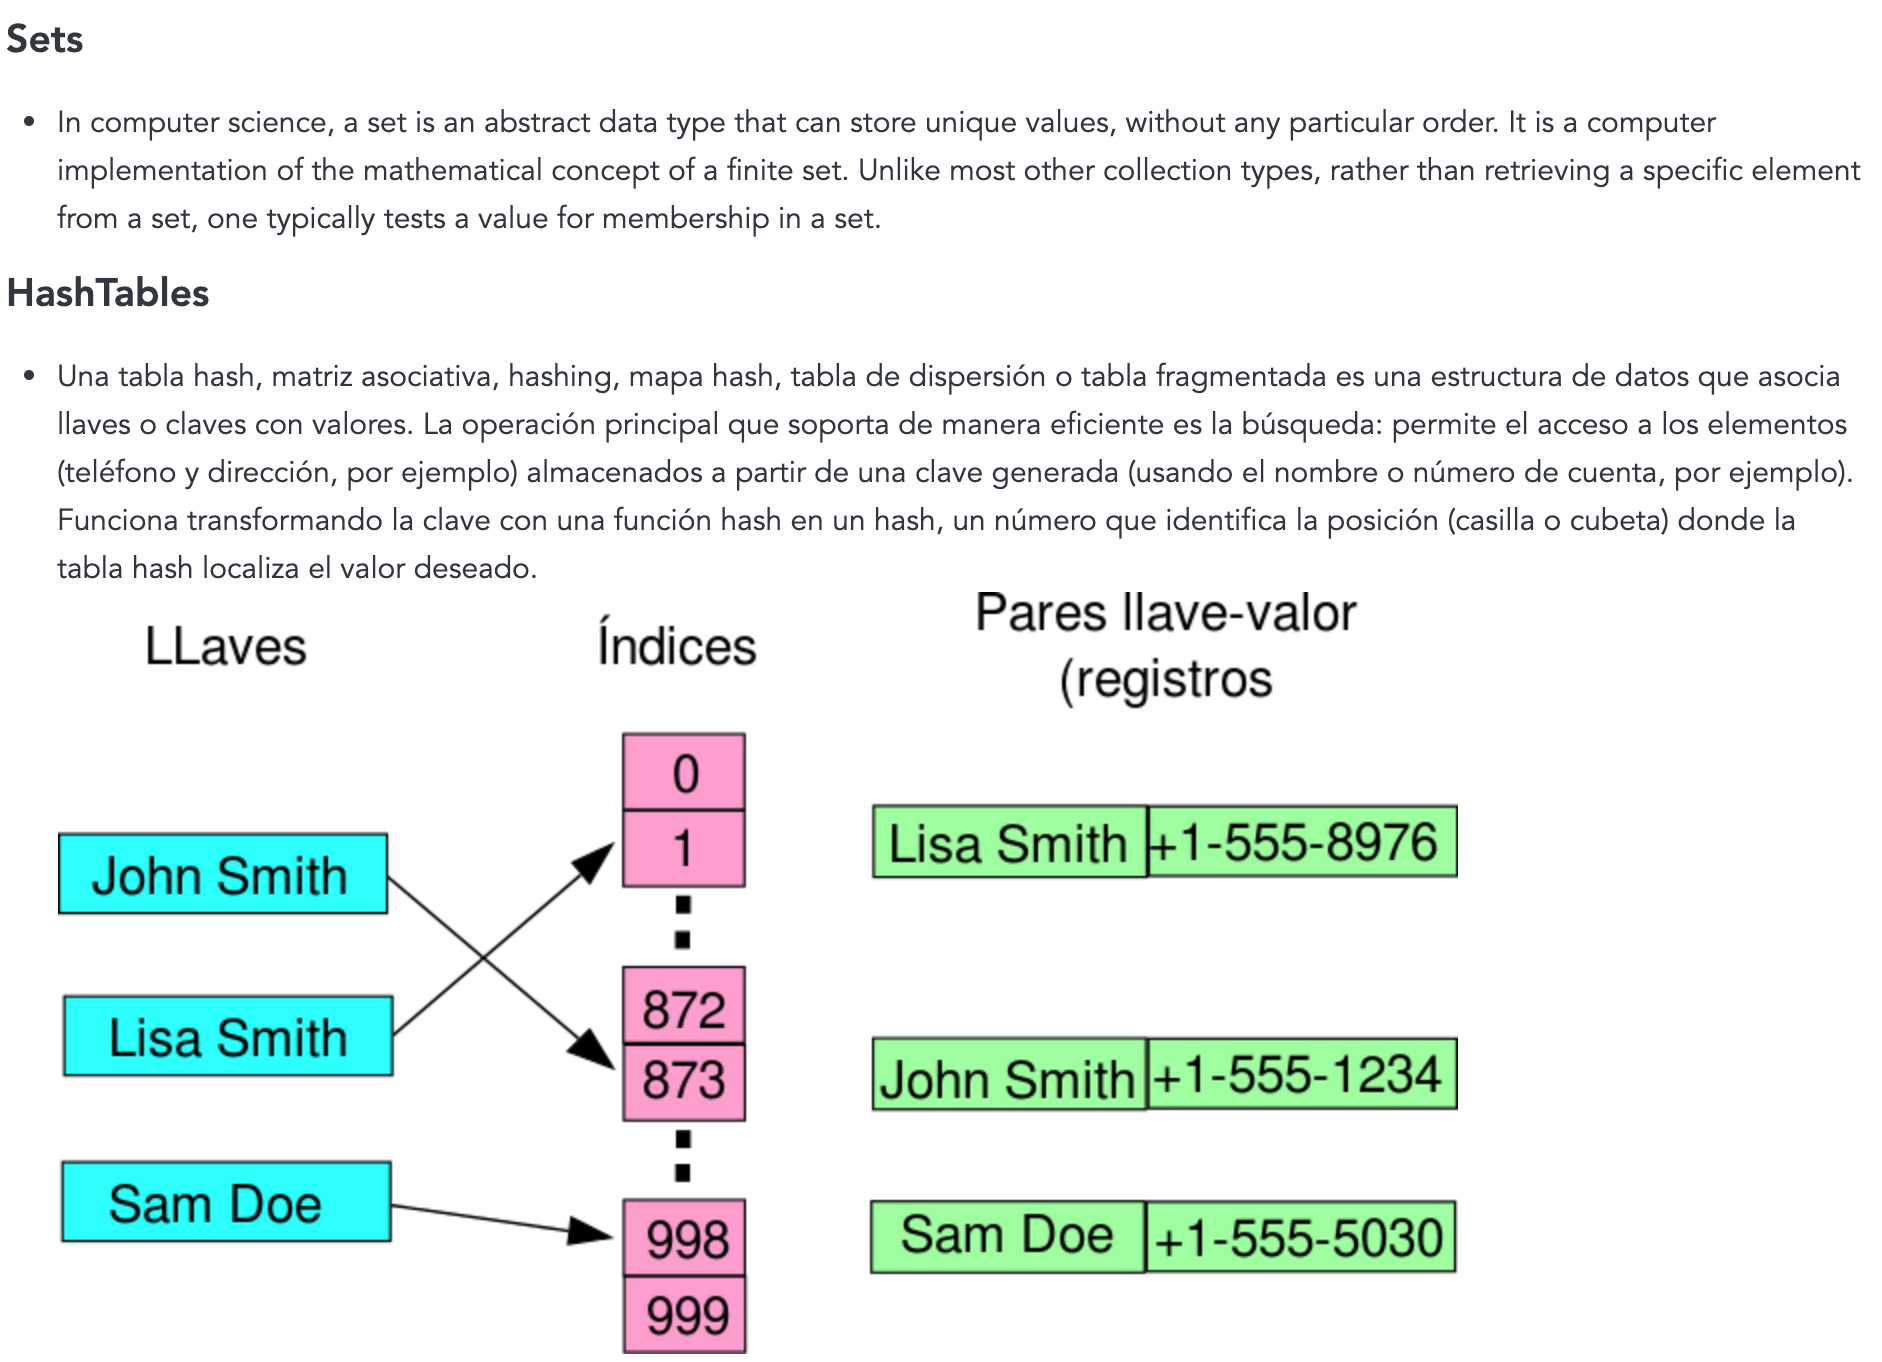 Sets
• In computer science, a set is an abstract data type that can store unique values, without any particular order. It is a computer
implementation of the mathematical concept of a finite set. Unlike most other collection types, rather than retrieving a specific element
from a set, one typically tests a value for membership in a set.
HashTables
• Una tabla hash, matriz asociativa, hashing, mapa hash, tabla de dispersión o tabla fragmentada es una estructura de datos que asocia
llaves o claves con valores. La operación principal que soporta de manera eficiente es la búsqueda: permite el acceso a los elementos
(teléfono y dirección, por ejemplo) almacenados a partir de una clave generada (usando el nombre o número de cuenta, por ejemplo).
Funciona transformando la clave con una función hash en un hash, un número que identifica la posición (casilla o cubeta) donde la
tabla hash localiza el valor deseado.
LLaves
Índices
Pares llave-valor
(registros
John Smith
Lisa Smith
Sam Doe
0
1
872
873
998
999
Lisa Smith +1-555-8976
John Smith +1-555-1234
Sam Doe +1-555-5030